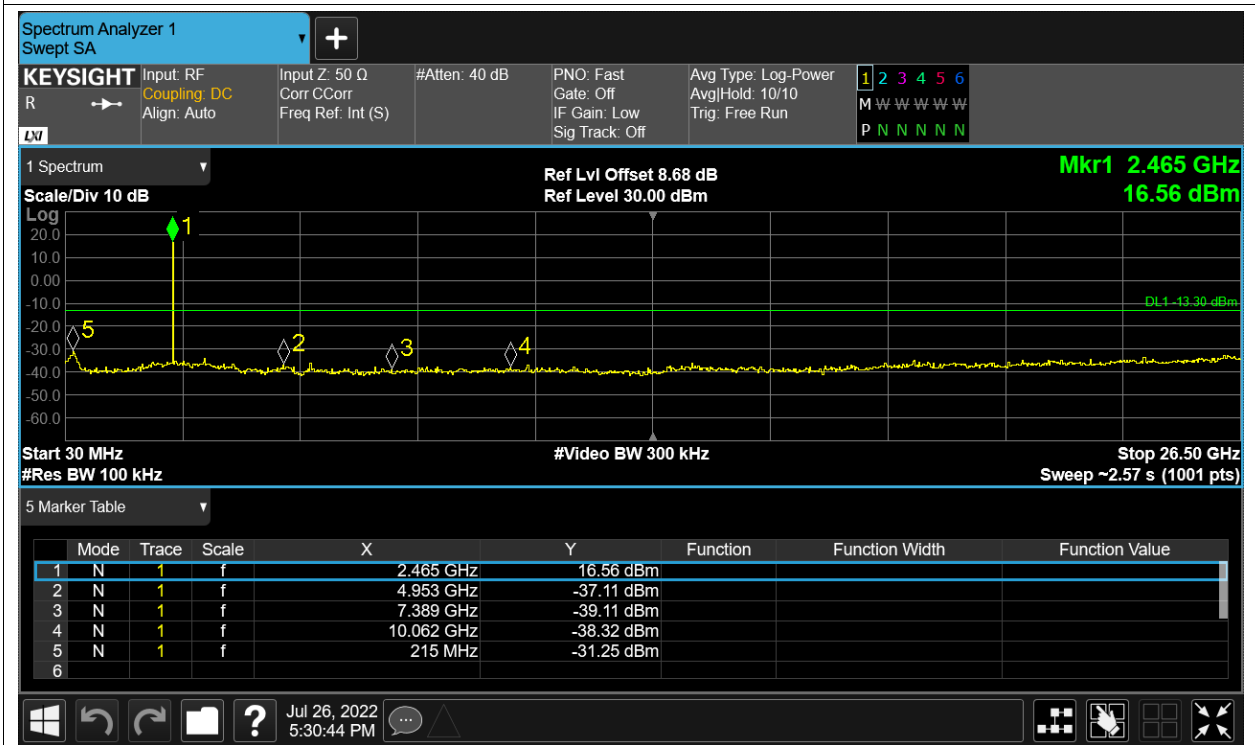 Spectrum Analyzer 1
Swept SA
KEYSIGHT Input: RF Input Z: 50 Ω #Atten: 40 dB PNO: Fast Avg Type: Log-Power 1 2 3 4 5 6
R Coupling: DC Corr CCorr Gate: Off Avg|Hold: 10/10 M W W W W W
Align: Auto Freq Ref: Int (S) IF Gain: Low Trig: Free Run
LXI Sig Track: Off P N N N N N
1 Spectrum Ref Lvl Offset 8.68 dB Mkr1 2.465 GHz
Scale/Div 10 dB Ref Level 30.00 dBm 16.56 dBm
Log
1
20.0
10.0
0.00
-10.0 DL1 -13.30 dBm
-20.0
5
2 3 4
-30.0
-40.0
-50.0
-60.0
Start 30 MHz #Video BW 300 kHz Stop 26.50 GHz
#Res BW 100 kHz Sweep ~2.57 s (1001 pts)
5 Marker Table
Mode Trace Scale X Y Function Function Width Function Value
1 N 1 f 2.465 GHz 16.56 dBm
2 N 1 f 4.953 GHz -37.11 dBm
3 N 1 f 7.389 GHz -39.11 dBm
4 N 1 f 10.062 GHz -38.32 dBm
5 N 1 f 215 MHz -31.25 dBm
6
? Jul 26, 2022
5:30:44 PM